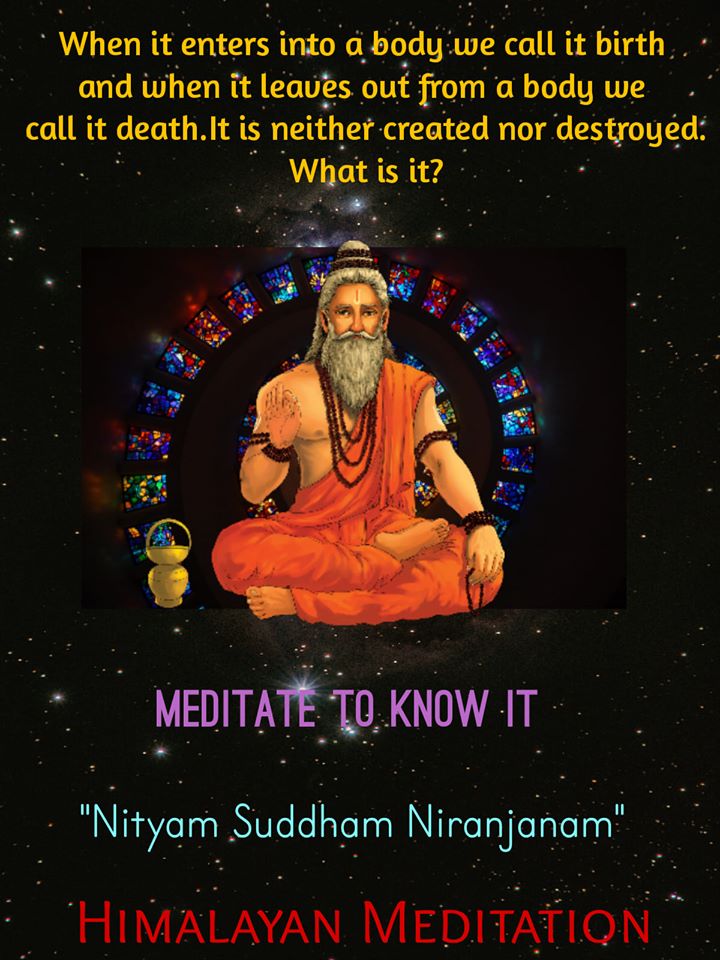 When it enters into a body we call it birth
and when it leaves out from a body we
call it death.It is neither created nor destroyed.
What is it?
MEDITATE TO KNOW IT
"Nityam Suddham Niranjanam"
HIMALAYAN MEDITATION